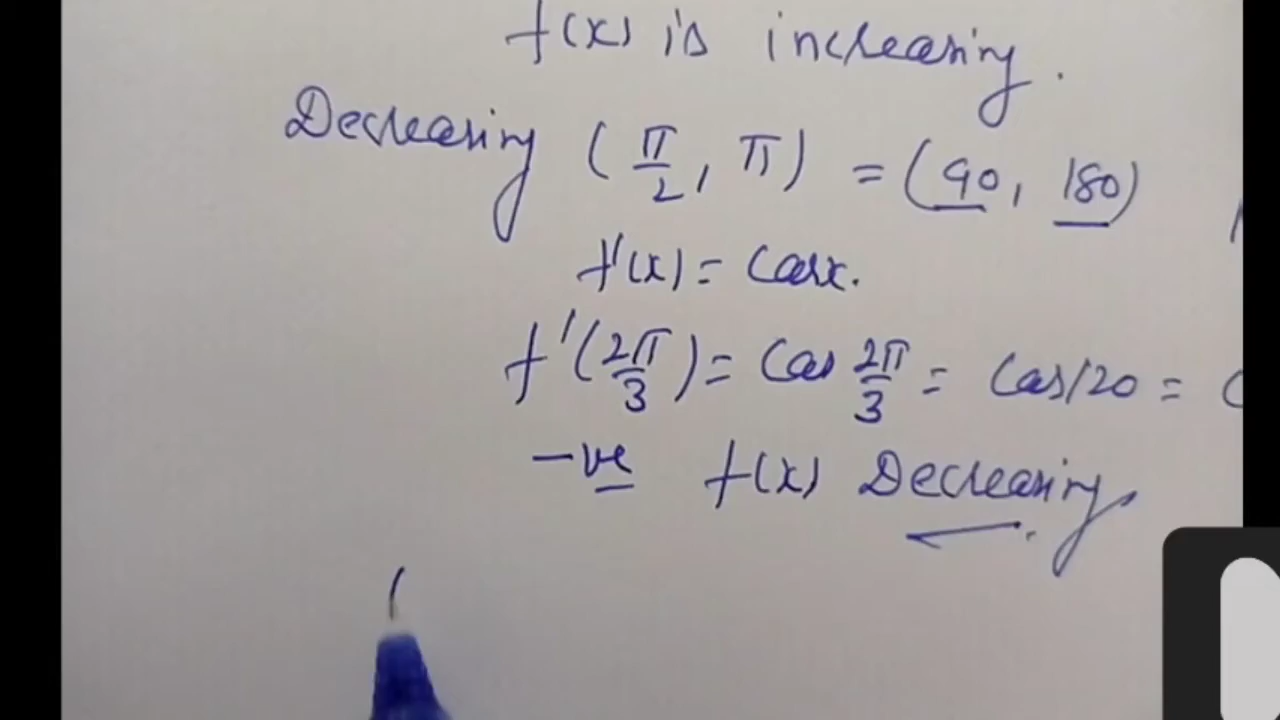 f(x) is increasing.
Decreasing (π/2, π) = (90, 180)
f'(x) = Cosx.
f'(2π/3) = Cos 2π/3 = Cos120 = C
-ve f(x) Decreasing
(